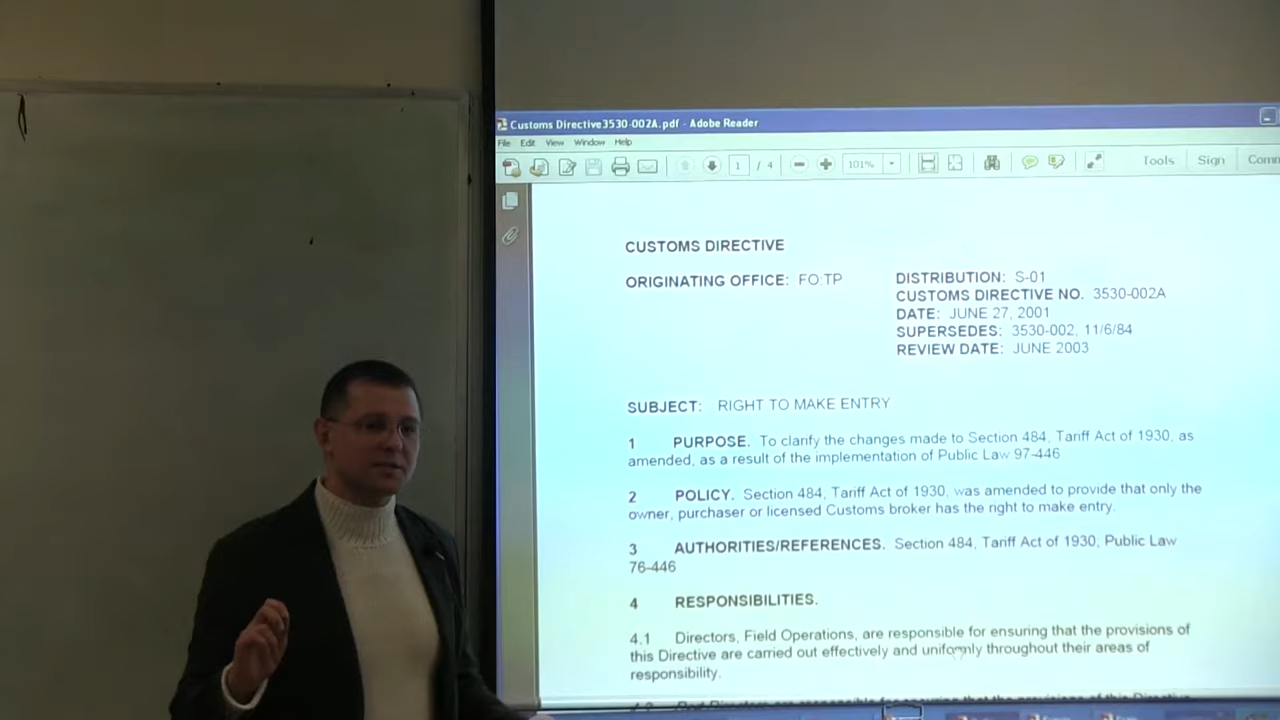 Customs Directive3530-002A.pdf - Adobe Reader
File Edit View Window Help
1 / 4 101% Tools Sign
CUSTOMS DIRECTIVE
ORIGINATING OFFICE: FO:TP
DISTRIBUTION: S-01
CUSTOMS DIRECTIVE NO. 3530-002A
DATE: JUNE 27, 2001
SUPERSEDES: 3530-002, 11/6/84
REVIEW DATE: JUNE 2003
SUBJECT: RIGHT TO MAKE ENTRY
1 PURPOSE. To clarify the changes made to Section 484, Tariff Act of 1930, as
amended, as a result of the implementation of Public Law 97-446
2 POLICY. Section 484, Tariff Act of 1930, was amended to provide that only the
owner, purchaser or licensed Customs broker has the right to make entry.
3 AUTHORITIES/REFERENCES. Section 484, Tariff Act of 1930, Public Law
76-446
4 RESPONSIBILITIES.
4.1 Directors, Field Operations, are responsible for ensuring that the provisions of
this Directive are carried out effectively and uniformly throughout their areas of
responsibility.